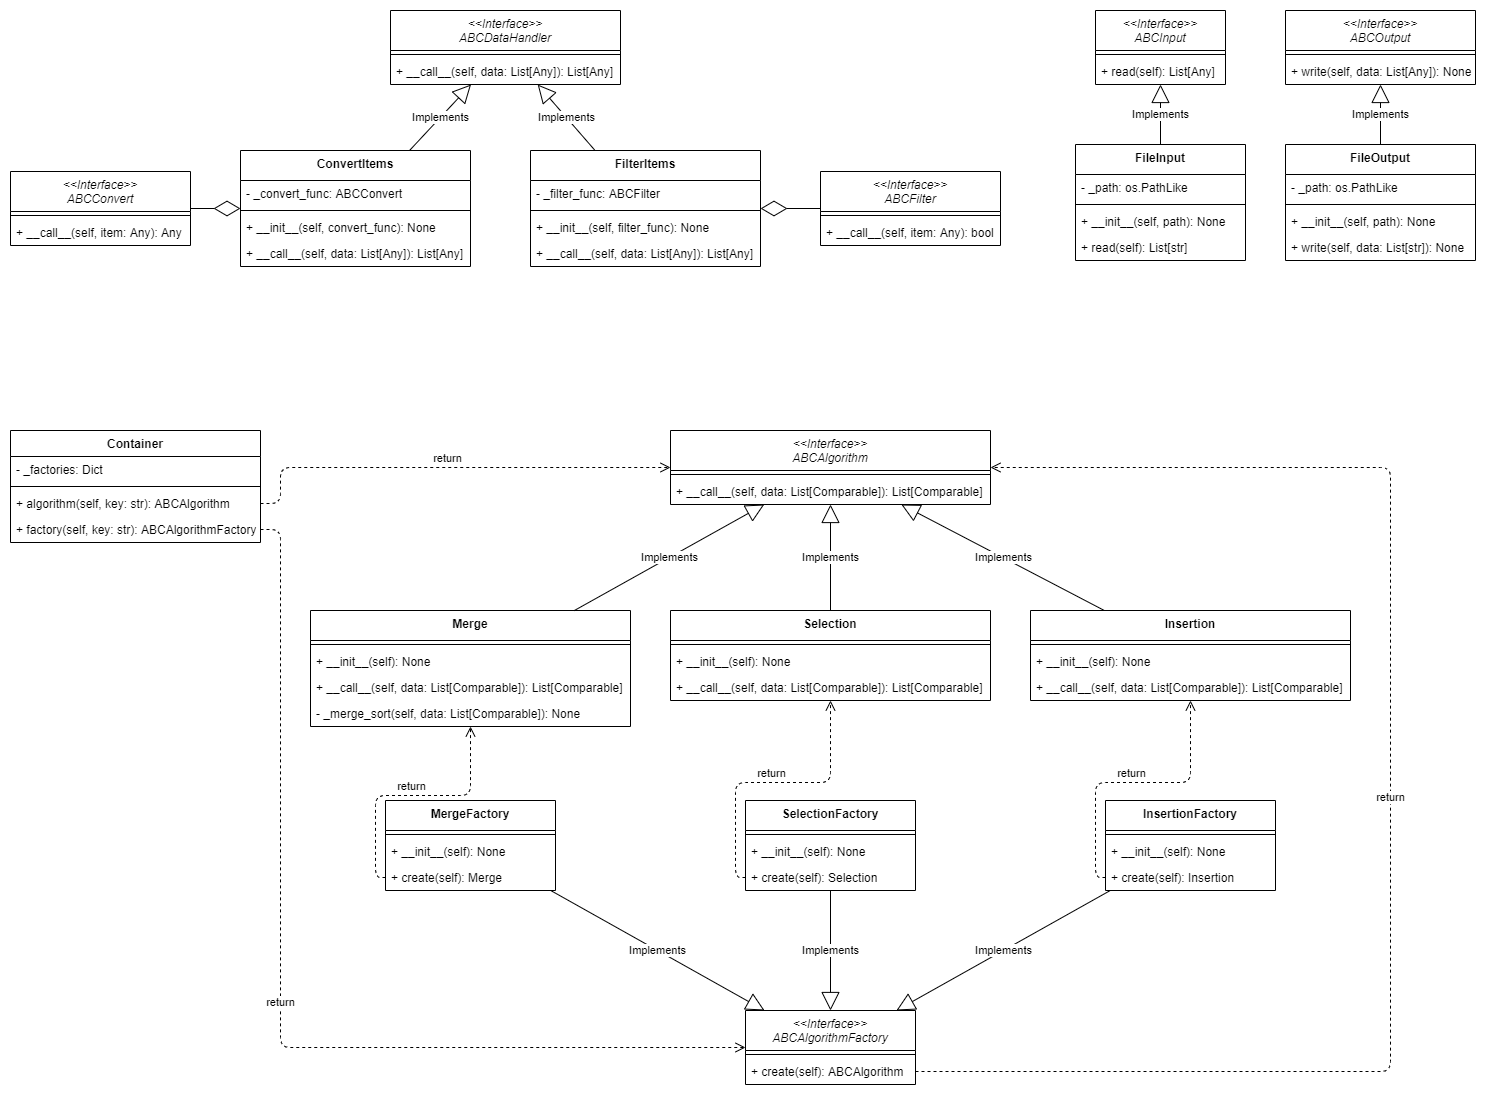 <<Interface>>
ABCDataHandler
+ __call__(self, data: List[Any]): List[Any]
<<Interface>>
ABCInput
+ read(self): List[Any]
<<Interface>>
ABCOutput
+ write(self, data: List[Any]): None
Implements
Implements
Implements
Implements
<<Interface>>
ABCConvert
+ __call__(self, item: Any): Any
ConvertItems
- _convert_func: ABCConvert
+ __init__(self, convert_func): None
+ __call__(self, data: List[Any]): List[Any]
FilterItems
- _filter_func: ABCFilter
+ __init__(self, filter_func): None
+ __call__(self, data: List[Any]): List[Any]
<<Interface>>
ABCFilter
+ __call__(self, item: Any): bool
FileInput
- _path: os.PathLike
+ __init__(self, path): None
+ read(self): List[str]
FileOutput
- _path: os.PathLike
+ __init__(self, path): None
+ write(self, data: List[str]): None
Container
- _factories: Dict
+ algorithm(self, key: str): ABCAlgorithm
+ factory(self, key: str): ABCAlgorithmFactory
return
<<Interface>>
ABCAlgorithm
+ __call__(self, data: List[Comparable]): List[Comparable]
Implements
Implements
Implements
Merge
+ __init__(self): None
+ __call__(self, data: List[Comparable]): List[Comparable]
- _merge_sort(self, data: List[Comparable]): None
Selection
+ __init__(self): None
+ __call__(self, data: List[Comparable]): List[Comparable]
Insertion
+ __init__(self): None
+ __call__(self, data: List[Comparable]): List[Comparable]
return
return
return
return
MergeFactory
+ __init__(self): None
+ create(self): Merge
SelectionFactory
+ __init__(self): None
+ create(self): Selection
InsertionFactory
+ __init__(self): None
+ create(self): Insertion
Implements
Implements
Implements
return
<<Interface>>
ABCAlgorithmFactory
+ create(self): ABCAlgorithm